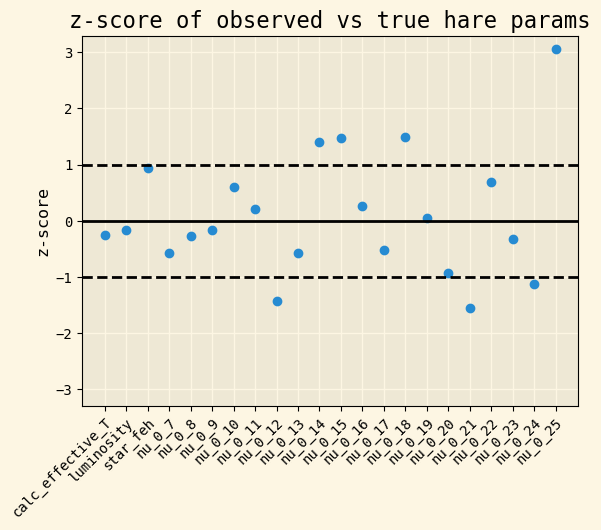 z-score of observed vs true hare params
z-score
3
2
1
0
−1
−2
−3
calc_effective_T
luminosity
star_feh
nu_0_7
nu_0_8
nu_0_9
nu_0_10
nu_0_11
nu_0_12
nu_0_13
nu_0_14
nu_0_15
nu_0_16
nu_0_17
nu_0_18
nu_0_19
nu_0_20
nu_0_21
nu_0_22
nu_0_23
nu_0_24
nu_0_25